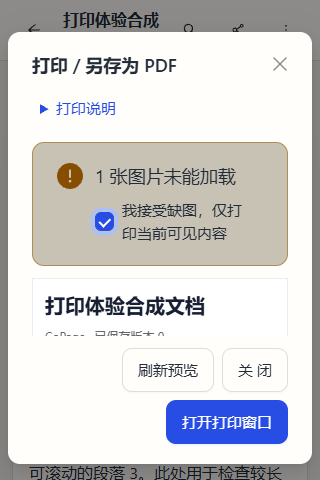 打印体验合成
打印 / 另存为 PDF
打印说明
1 张图片未能加载
我接受缺图，仅打
印当前可见内容
打印体验合成文档
刷新预览
关 闭
打开打印窗口
可滚动的段落 3。此处用于检查较长